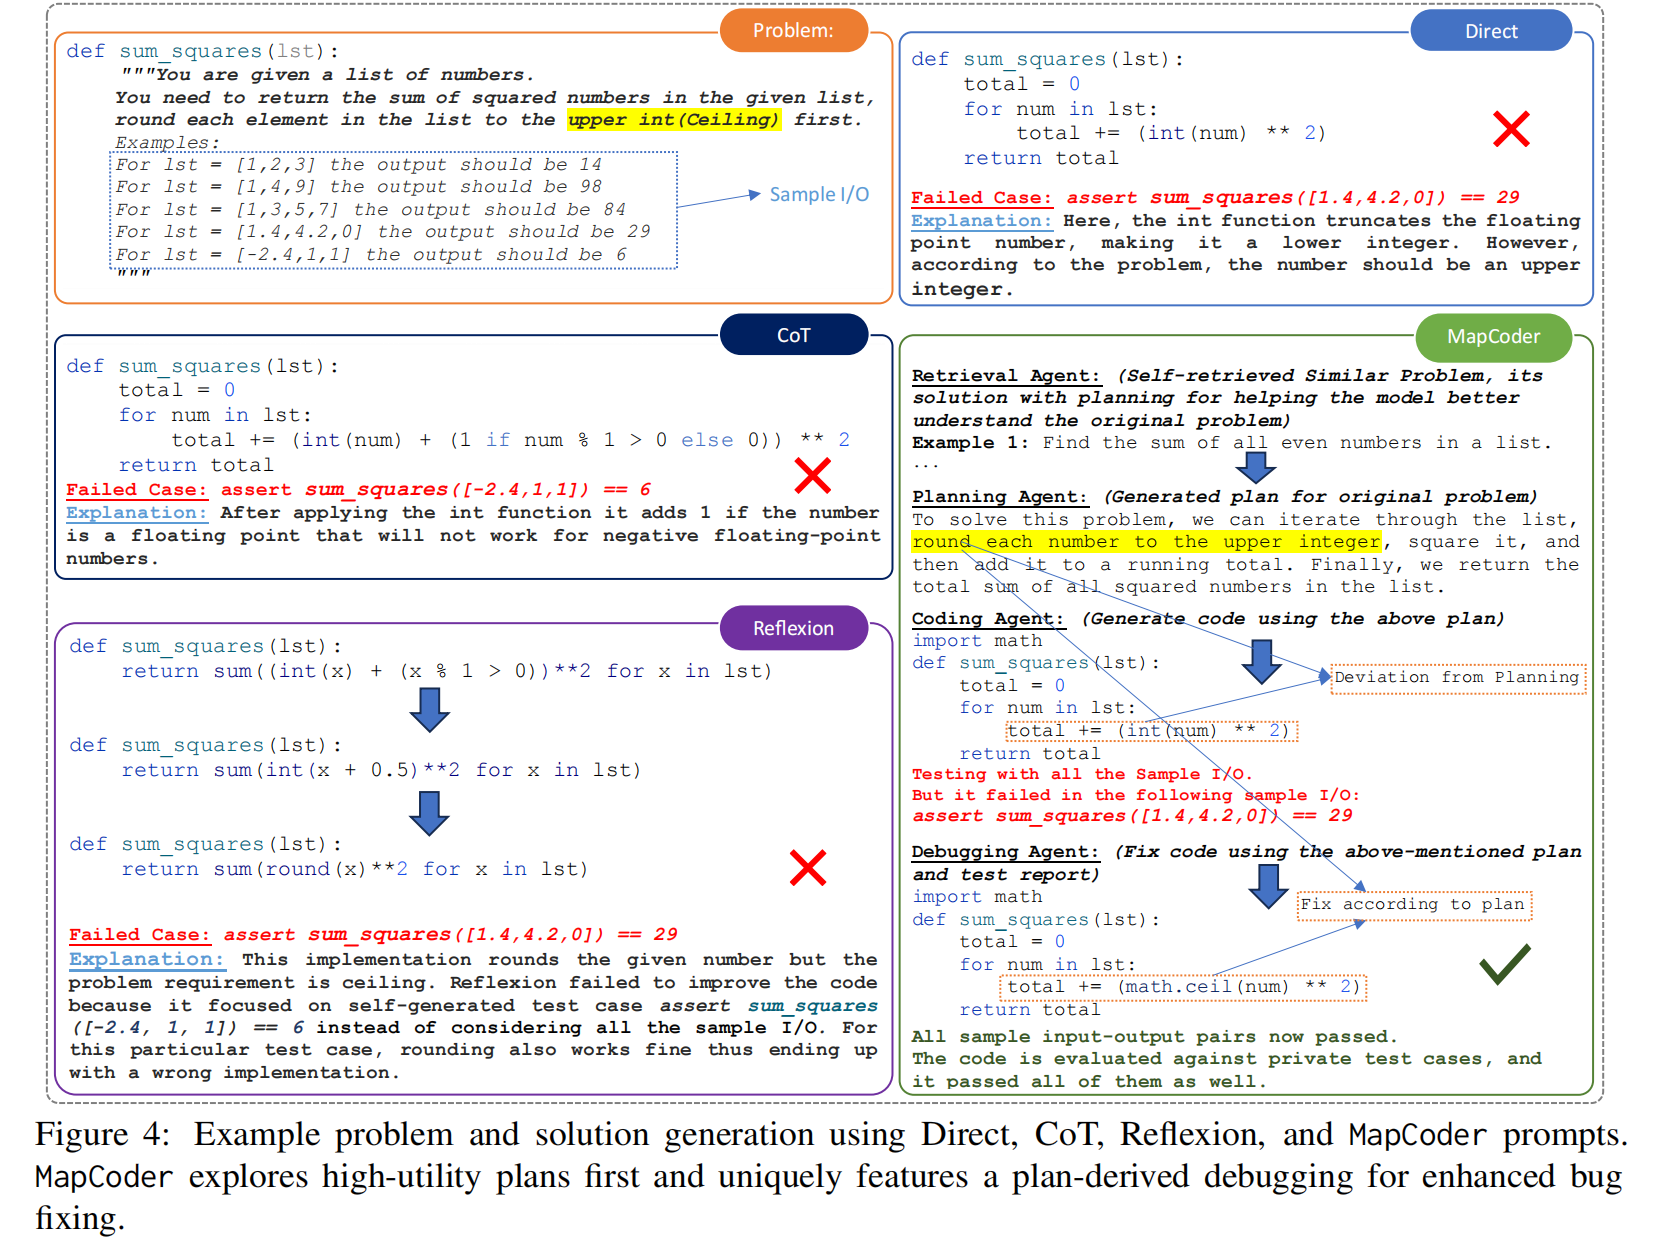 Problem:
def sum_squares(lst):
"""You are given a list of numbers.
You need to return the sum of squared numbers in the given list,
round each element in the list to the upper int(Ceiling) first.
Examples:
For lst = [1,2,3] the output should be 14
For lst = [1,4,9] the output should be 98
For lst = [1,3,5,7] the output should be 84
For lst = [1.4,4.2,0] the output should be 29
For lst = [-2.4,1,1] the output should be 6
"""
Sample I/O
Direct
def sum_squares(lst):
total = 0
for num in lst:
total += (int(num) ** 2)
return total
Failed Case: assert sum_squares([1.4,4.2,0]) == 29
Explanation: Here, the int function truncates the floating
point number, making it a lower integer. However,
according to the problem, the number should be an upper
integer.
CoT
def sum_squares(lst):
total = 0
for num in lst:
total += (int(num) + (1 if num % 1 > 0 else 0)) ** 2
return total
Failed Case: assert sum_squares([-2.4,1,1]) == 6
Explanation: After applying the int function it adds 1 if the number
is a floating point that will not work for negative floating-point
numbers.
Reflexion
def sum_squares(lst):
return sum((int(x) + (x % 1 > 0))**2 for x in lst)
def sum_squares(lst):
return sum(int(x + 0.5)**2 for x in lst)
def sum_squares(lst):
return sum(round(x)**2 for x in lst)
Failed Case: assert sum_squares([1.4,4.2,0]) == 29
Explanation: This implementation rounds the given number but the
problem requirement is ceiling. Reflexion failed to improve the code
because it focused on self-generated test case assert sum_squares
([-2.4, 1, 1]) == 6 instead of considering all the sample I/O. For
this particular test case, rounding also works fine thus ending up
with a wrong implementation.
MapCoder
Retrieval Agent: (Self-retrieved Similar Problem, its
solution with planning for helping the model better
understand the original problem)
Example 1: Find the sum of all even numbers in a list.
...
Planning Agent: (Generated plan for original problem)
To solve this problem, we can iterate through the list,
round each number to the upper integer, square it, and
then add it to a running total. Finally, we return the
total sum of all squared numbers in the list.
Coding Agent: (Generate code using the above plan)
import math
def sum_squares(lst):
total = 0
for num in lst:
total += (int(num) ** 2)
return total
Deviation from Planning
Testing with all the Sample I/O.
But it failed in the following sample I/O:
assert sum_squares([1.4,4.2,0]) == 29
Debugging Agent: (Fix code using the above-mentioned plan
and test report)
import math
def sum_squares(lst):
total = 0
for num in lst:
total += (math.ceil(num) ** 2)
return total
Fix according to plan
All sample input-output pairs now passed.
The code is evaluated against private test cases, and
it passed all of them as well.
Figure 4: Example problem and solution generation using Direct, CoT, Reflexion, and MapCoder prompts.
MapCoder explores high-utility plans first and uniquely features a plan-derived debugging for enhanced bug
fixing.